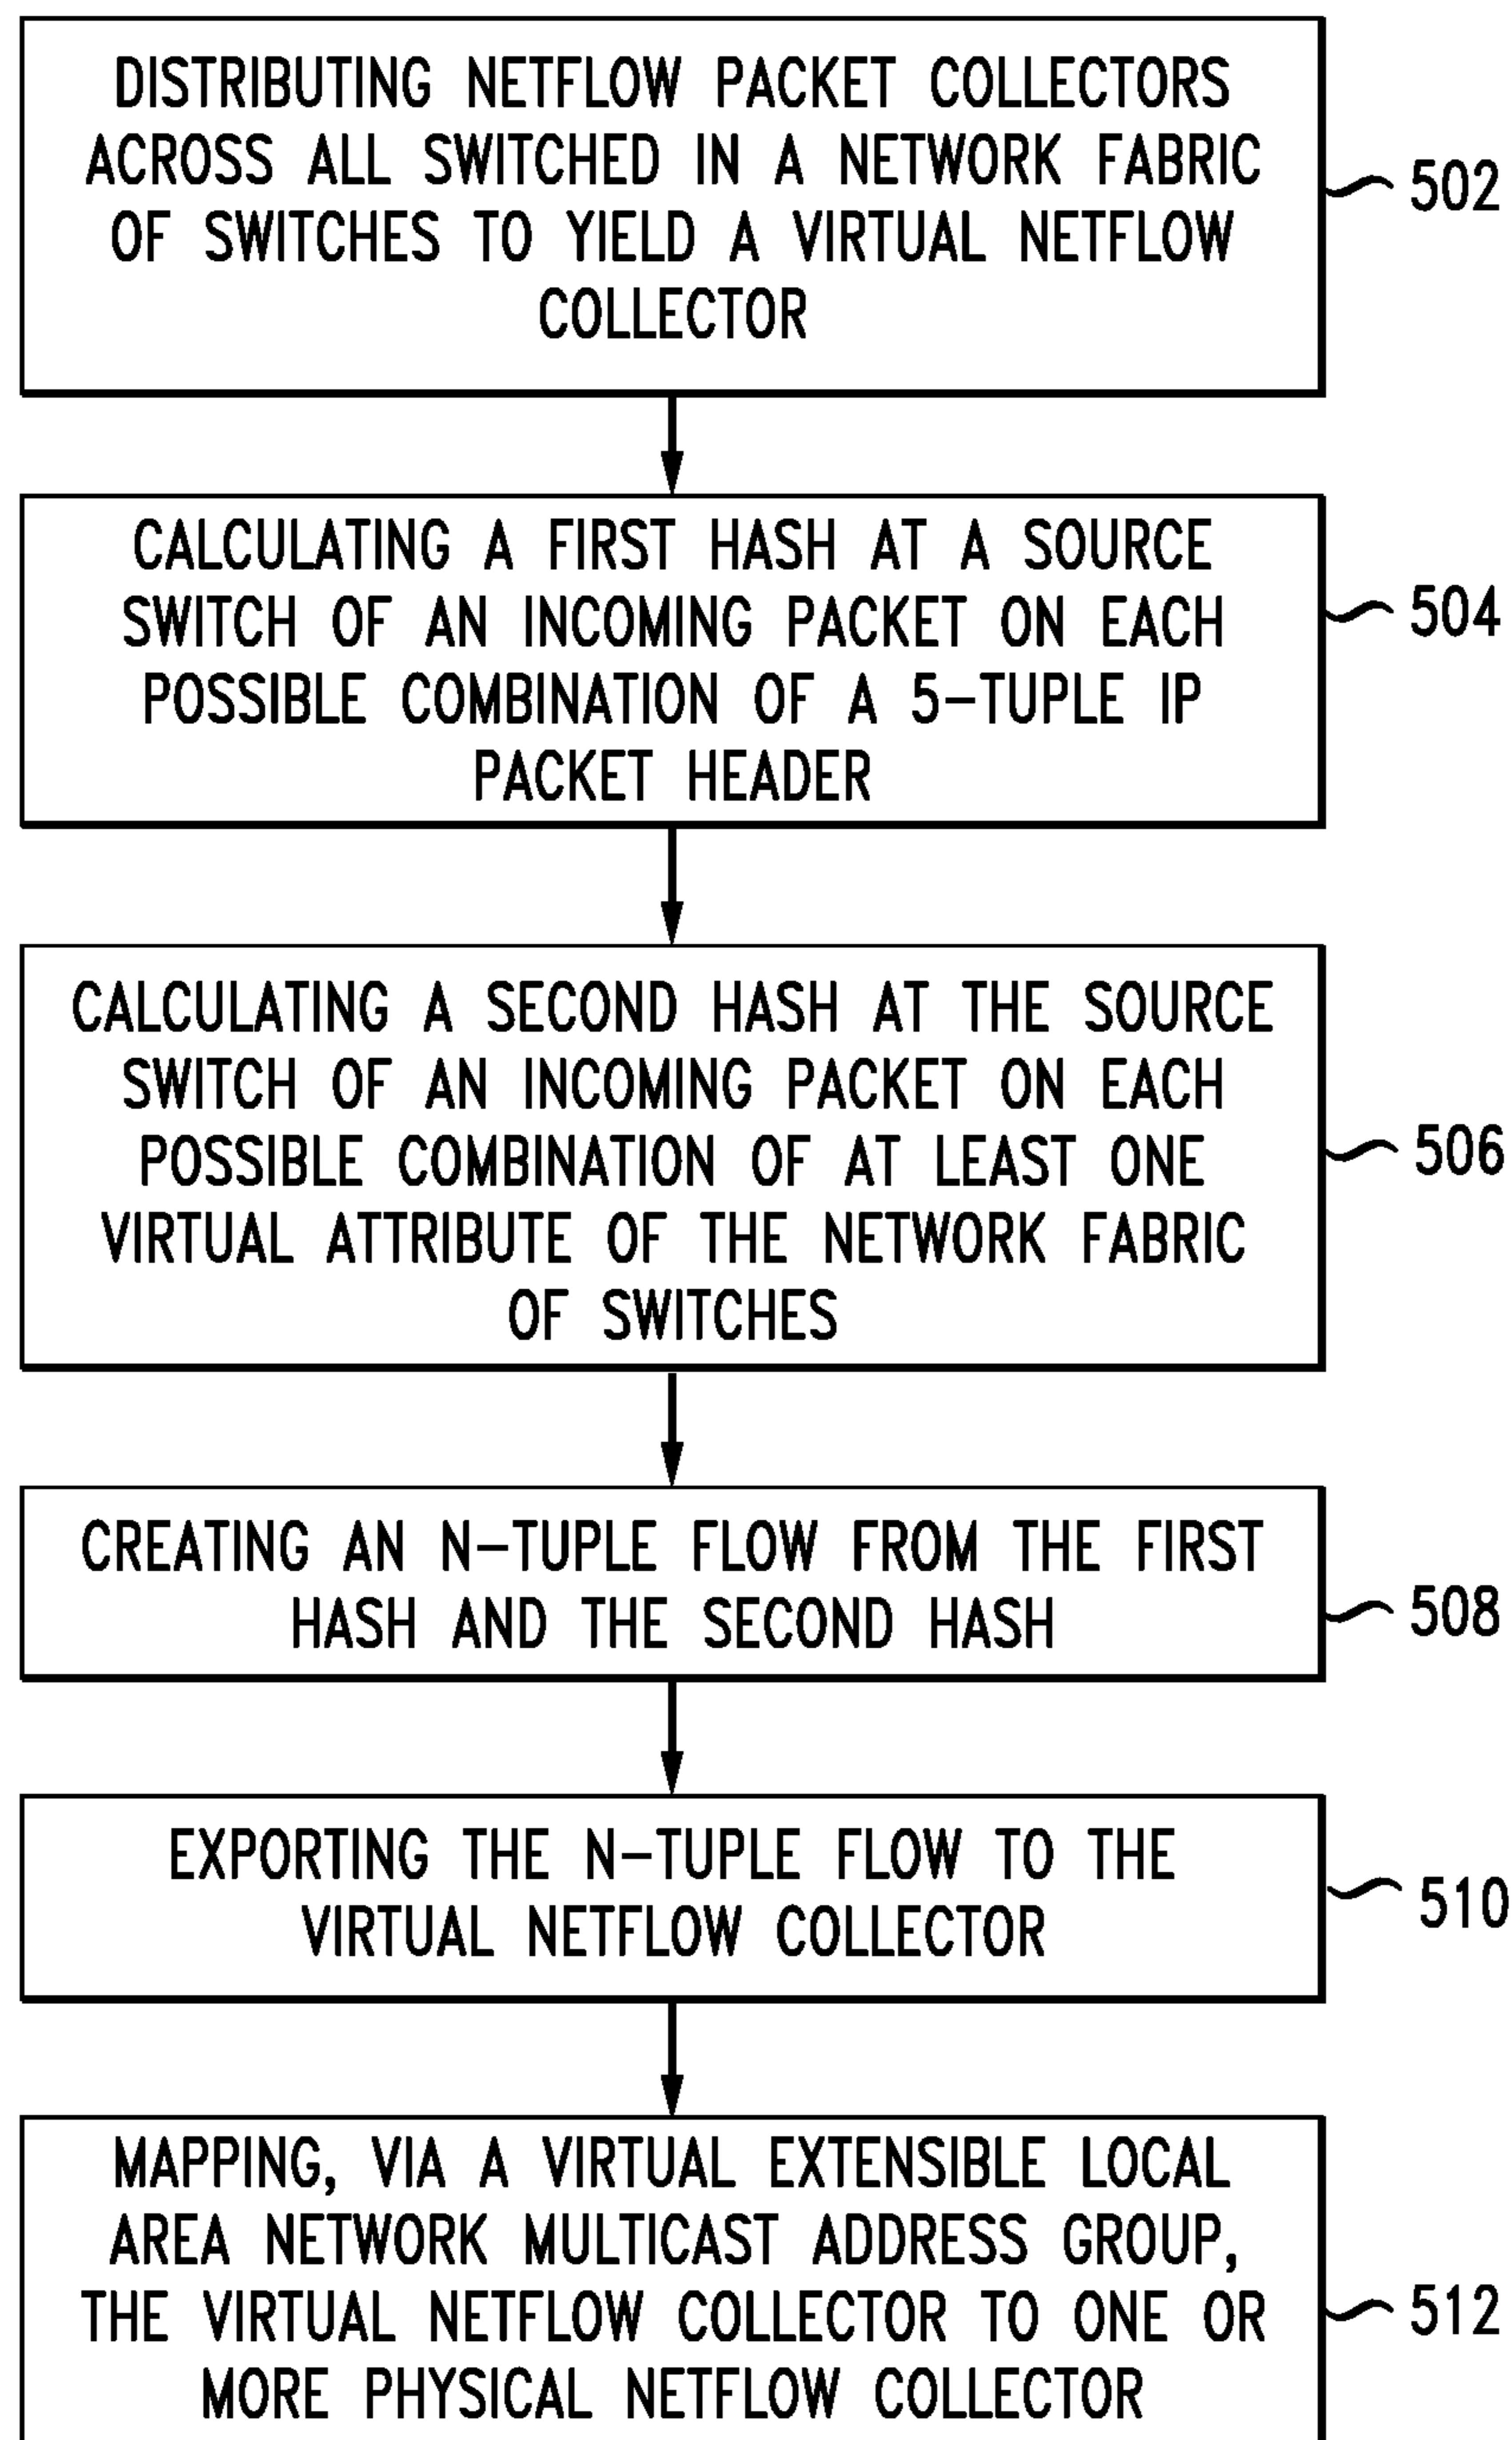 DISTRIBUTING NETFLOW PACKET COLLECTORS
ACROSS ALL SWITCHED IN A NETWORK FABRIC
OF SWITCHES TO YIELD A VIRTUAL NETFLOW
COLLECTOR
502
CALCULATING A FIRST HASH AT A SOURCE
SWITCH OF AN INCOMING PACKET ON EACH
POSSIBLE COMBINATION OF A 5-TUPLE IP
PACKET HEADER
504
CALCULATING A SECOND HASH AT THE SOURCE
SWITCH OF AN INCOMING PACKET ON EACH
POSSIBLE COMBINATION OF AT LEAST ONE
VIRTUAL ATTRIBUTE OF THE NETWORK FABRIC
OF SWITCHES
506
CREATING AN N-TUPLE FLOW FROM THE FIRST
HASH AND THE SECOND HASH
508
EXPORTING THE N-TUPLE FLOW TO THE
VIRTUAL NETFLOW COLLECTOR
510
MAPPING, VIA A VIRTUAL EXTENSIBLE LOCAL
AREA NETWORK MULTICAST ADDRESS GROUP,
THE VIRTUAL NETFLOW COLLECTOR TO ONE OR
MORE PHYSICAL NETFLOW COLLECTOR
512